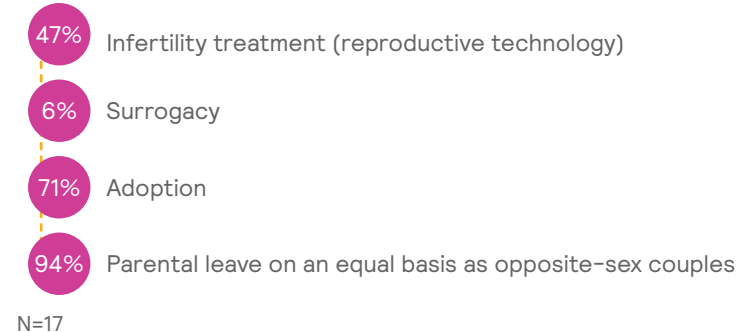 47% Infertility treatment (reproductive technology)
6% Surrogacy
71% Adoption
94% Parental leave on an equal basis as opposite-sex couples
N=17